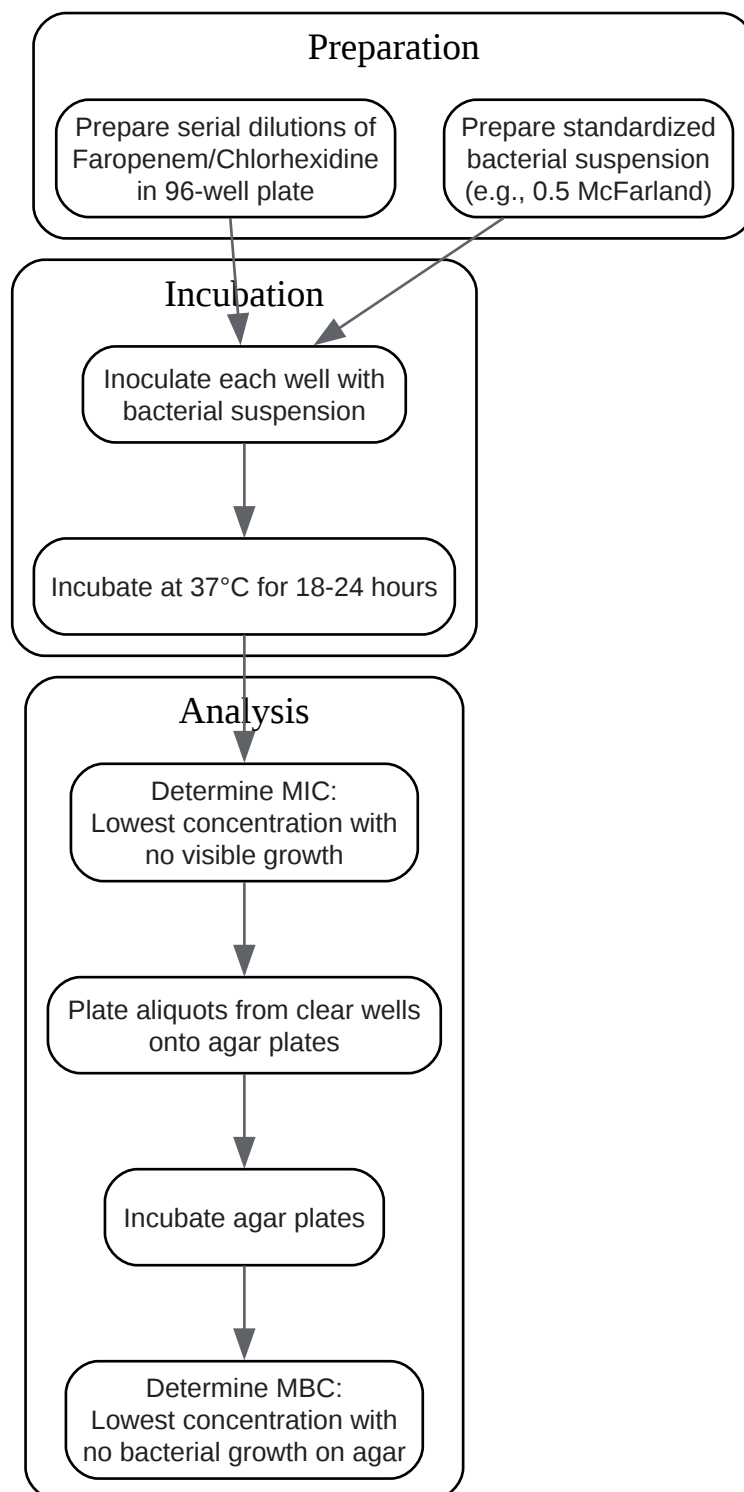 Preparation
Prepare serial dilutions of
Faropenem/Chlorhexidine
in 96-well plate
Prepare standardized
bacterial suspension
(e.g., 0.5 McFarland)
Incubation
Inoculate each well with
bacterial suspension
Incubate at 37°C for 18-24 hours
Analysis
Determine MIC:
Lowest concentration with
no visible growth
Plate aliquots from clear wells
onto agar plates
Incubate agar plates
Determine MBC:
Lowest concentration with
no bacterial growth on agar